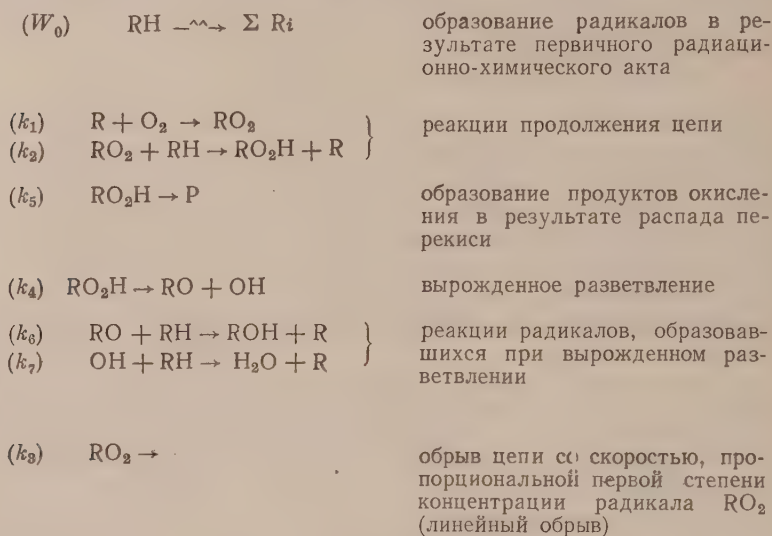 (W₀) RH ⟿ Σ Ri образование радикалов в ре-
зультате первичного радиаци-
онно-химического акта
(k₁) R + O₂ → RO₂ } реакции продолжения цепи
(k₂) RO₂ + RH → RO₂H + R
(k₅) RO₂H → P образование продуктов окисле-
ния в результате распада пе-
рекиси
(k₄) RO₂H → RO + OH вырожденное разветвление
(k₆) RO + RH → ROH + R } реакции радикалов, образовав-
(k₇) OH + RH → H₂O + R шихся при вырожденном раз-
ветвлении
(k₃) RO₂ → обрыв цепи со скоростью, про-
порциональной первой степени
концентрации радикала RO₂
(линейный обрыв)